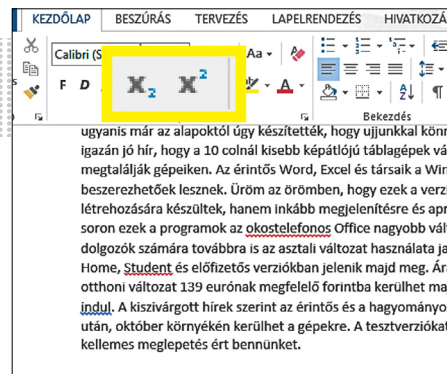 KEZDŐLAP BESZÚRÁS TERVEZÉS LAPELRENDEZÉS HIVATKOZÁ
Calibri (S Aa
F D A
x₂ x²
Bekezdés
ugyanis már az alapoktól úgy készítették, hogy ujjunkkal könn
igazán jó hír, hogy a 10 colnál kisebb képátlójú táblagépek vá
megtalálják gépeiken. Az érintős Word, Excel és társaik a Win
beszerezhetőek lesznek. Üröm az örömben, hogy ezek a verzi
létrehozására készültek, hanem inkább megjelenítésre és apr
soron ezek a programok az okostelefonos Office nagyobb vál
dolgozók számára továbbra is az asztali változat használata ja
Home, Student és előfizetős verziókban jelenik majd meg. Ár
otthoni változat 139 eurónak megfelelő forintba kerülhet ma
indul. A kiszivárgott hírek szerint az érintős és a hagyományo
után, október környékén kerülhet a gépekre. A tesztverziókat
kellemes meglepetés ért bennünket.